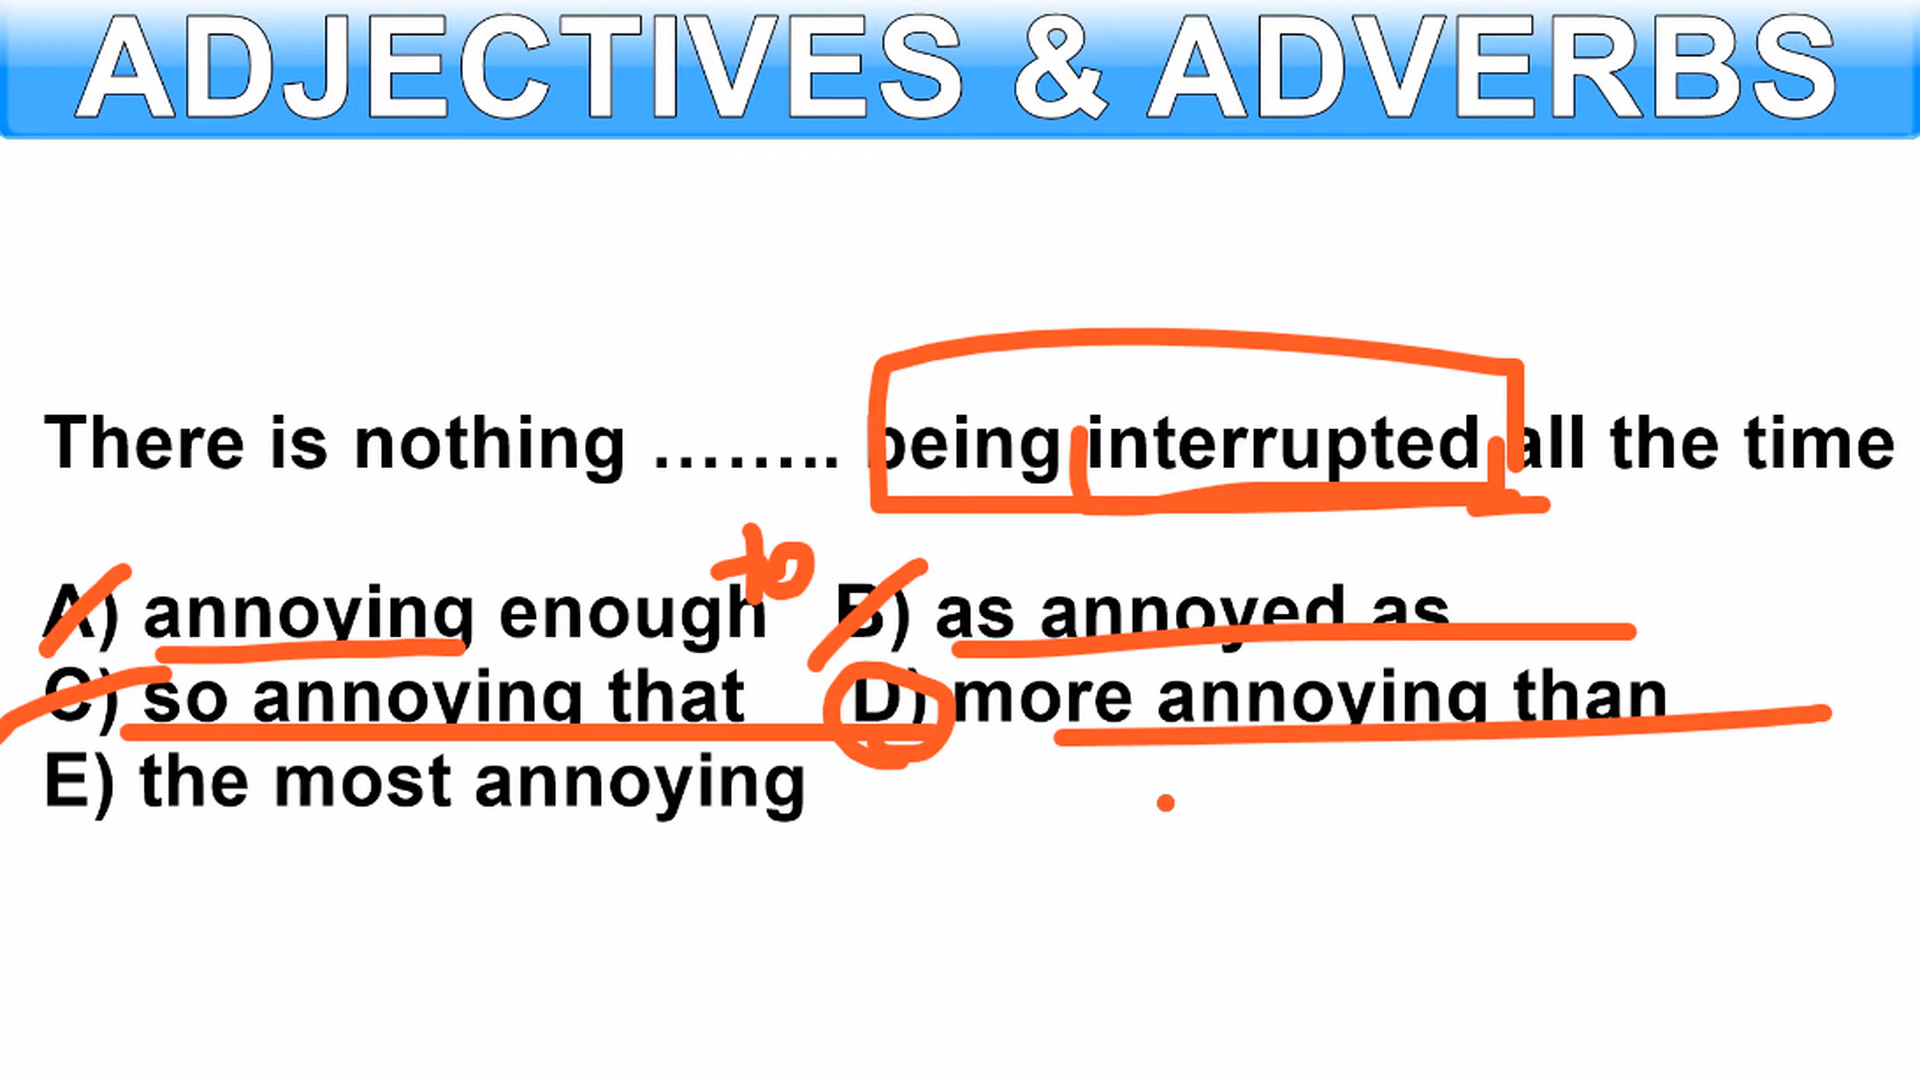 ADJECTIVES & ADVERBS
There is nothing ........ being interrupted all the time
to
A) annoying enough B) as annoyed as
C) so annoying that D) more annoying than
E) the most annoying